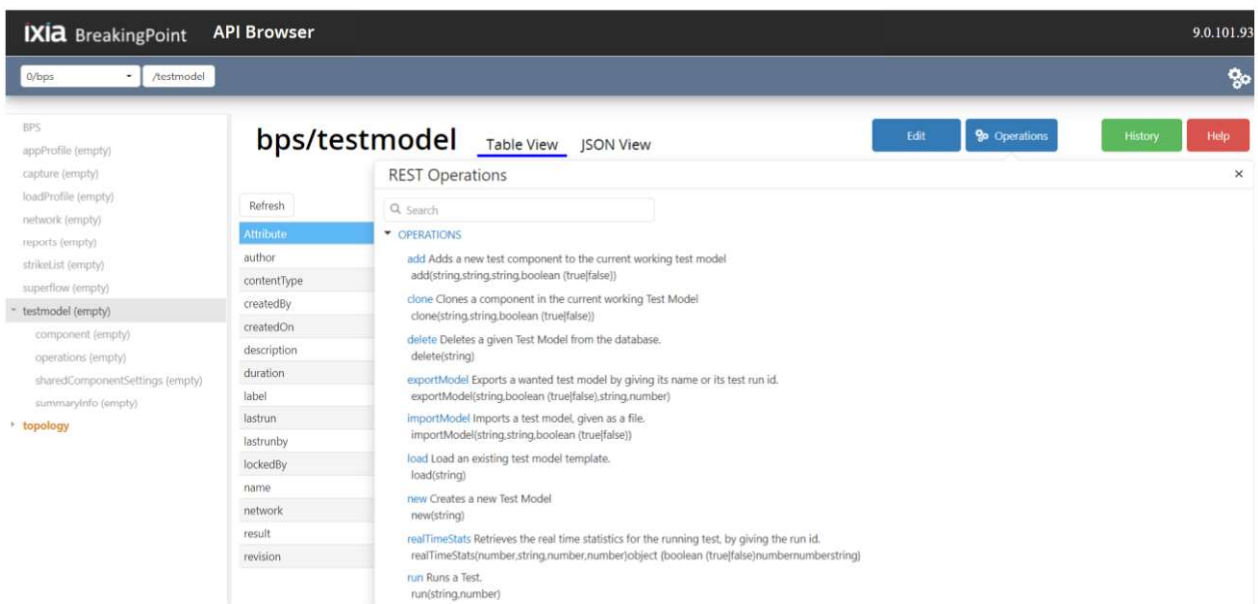 ixia BreakingPoint API Browser 9.0.101.93
0/bps /testmodel
BPS
appProfile (empty)
capture (empty)
loadProfile (empty)
network (empty)
reports (empty)
strikeList (empty)
superflow (empty)
testmodel (empty)
component (empty)
operations (empty)
sharedComponentSettings (empty)
summaryInfo (empty)
topology
bps/testmodel Table View JSON View Edit Operations History Help
Refresh
Attribute
author
contentType
createdBy
createdOn
description
duration
label
lastrun
lastrunby
lockedBy
name
network
result
revision
REST Operations ×
Search
OPERATIONS
add Adds a new test component to the current working test model
add(string,string,string,boolean (true|false))
clone Clones a component in the current working Test Model
clone(string,string,boolean (true|false))
delete Deletes a given Test Model from the database.
delete(string)
exportModel Exports a wanted test model by giving its name or its test run id.
exportModel(string,boolean (true|false),string,number)
importModel Imports a test model, given as a file.
importModel(string,string,boolean (true|false))
load Load an existing test model template.
load(string)
new Creates a new Test Model
new(string)
realTimeStats Retrieves the real time statistics for the running test, by giving the run id.
realTimeStats(number,string,number,number)object (boolean (true|false)numbernumberstring)
run Runs a Test.
run(string,number)